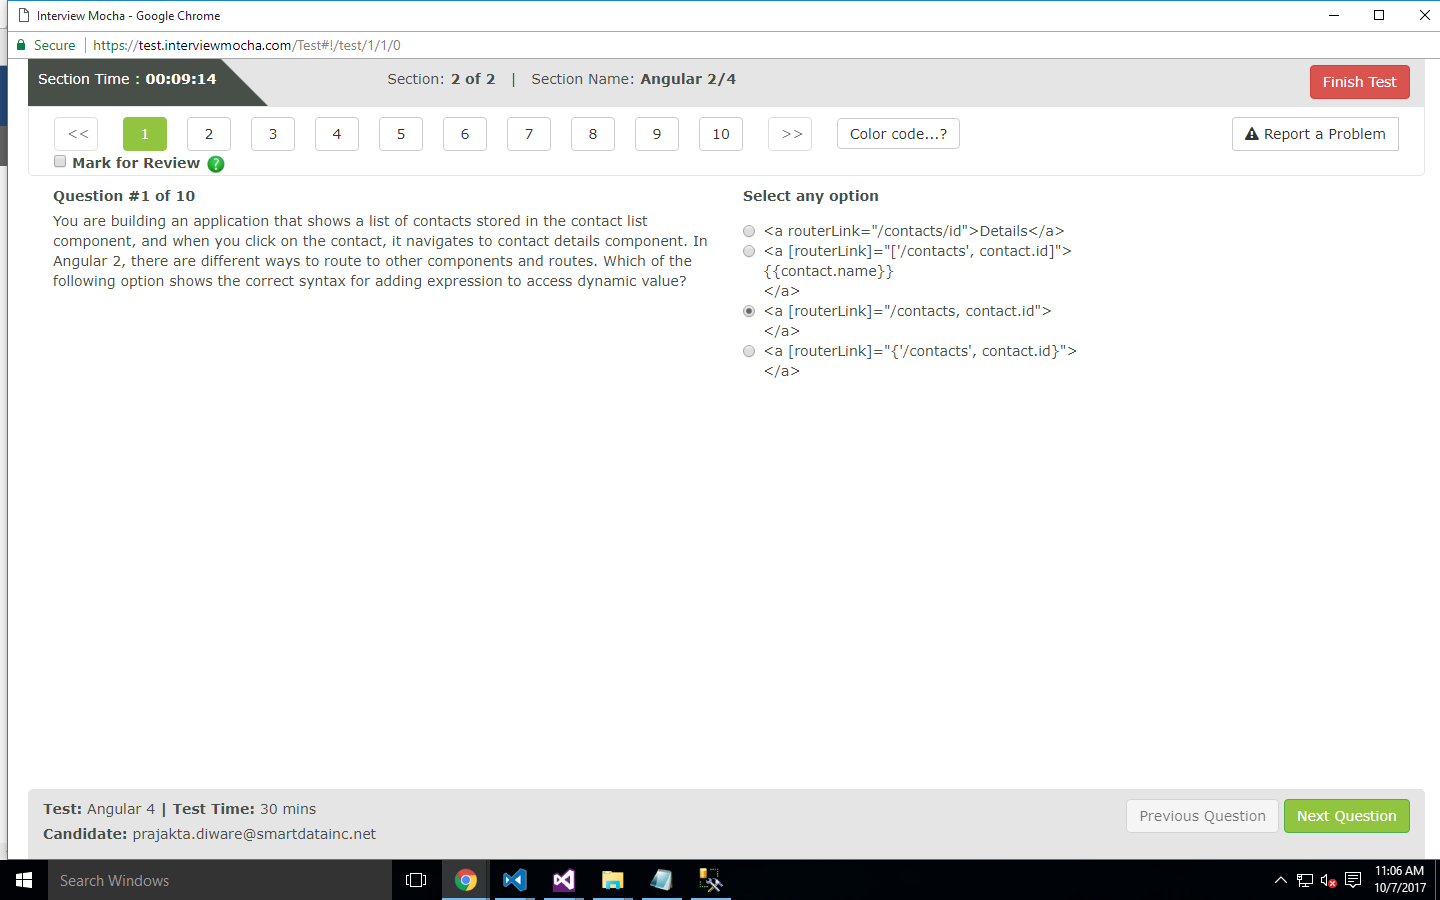 Interview Mocha - Google Chrome
Secure https://test.interviewmocha.com/Test#!/test/1/1/0
Section Time : 00:09:14 Section: 2 of 2 | Section Name: Angular 2/4 Finish Test
<< 1 2 3 4 5 6 7 8 9 10 >> Color code...? Report a Problem
Mark for Review ?
Question #1 of 10
You are building an application that shows a list of contacts stored in the contact list
component, and when you click on the contact, it navigates to contact details component. In
Angular 2, there are different ways to route to other components and routes. Which of the
following option shows the correct syntax for adding expression to access dynamic value?
Select any option
<a routerLink="/contacts/id">Details</a>
<a [routerLink]="['/contacts', contact.id]">
{{contact.name}}
</a>
<a [routerLink]="/contacts, contact.id">
</a>
<a [routerLink]="{'/contacts', contact.id}">
</a>
Test: Angular 4 | Test Time: 30 mins
Candidate: prajakta.diware@smartdatainc.net
Previous Question Next Question
Search Windows
11:06 AM
10/7/2017